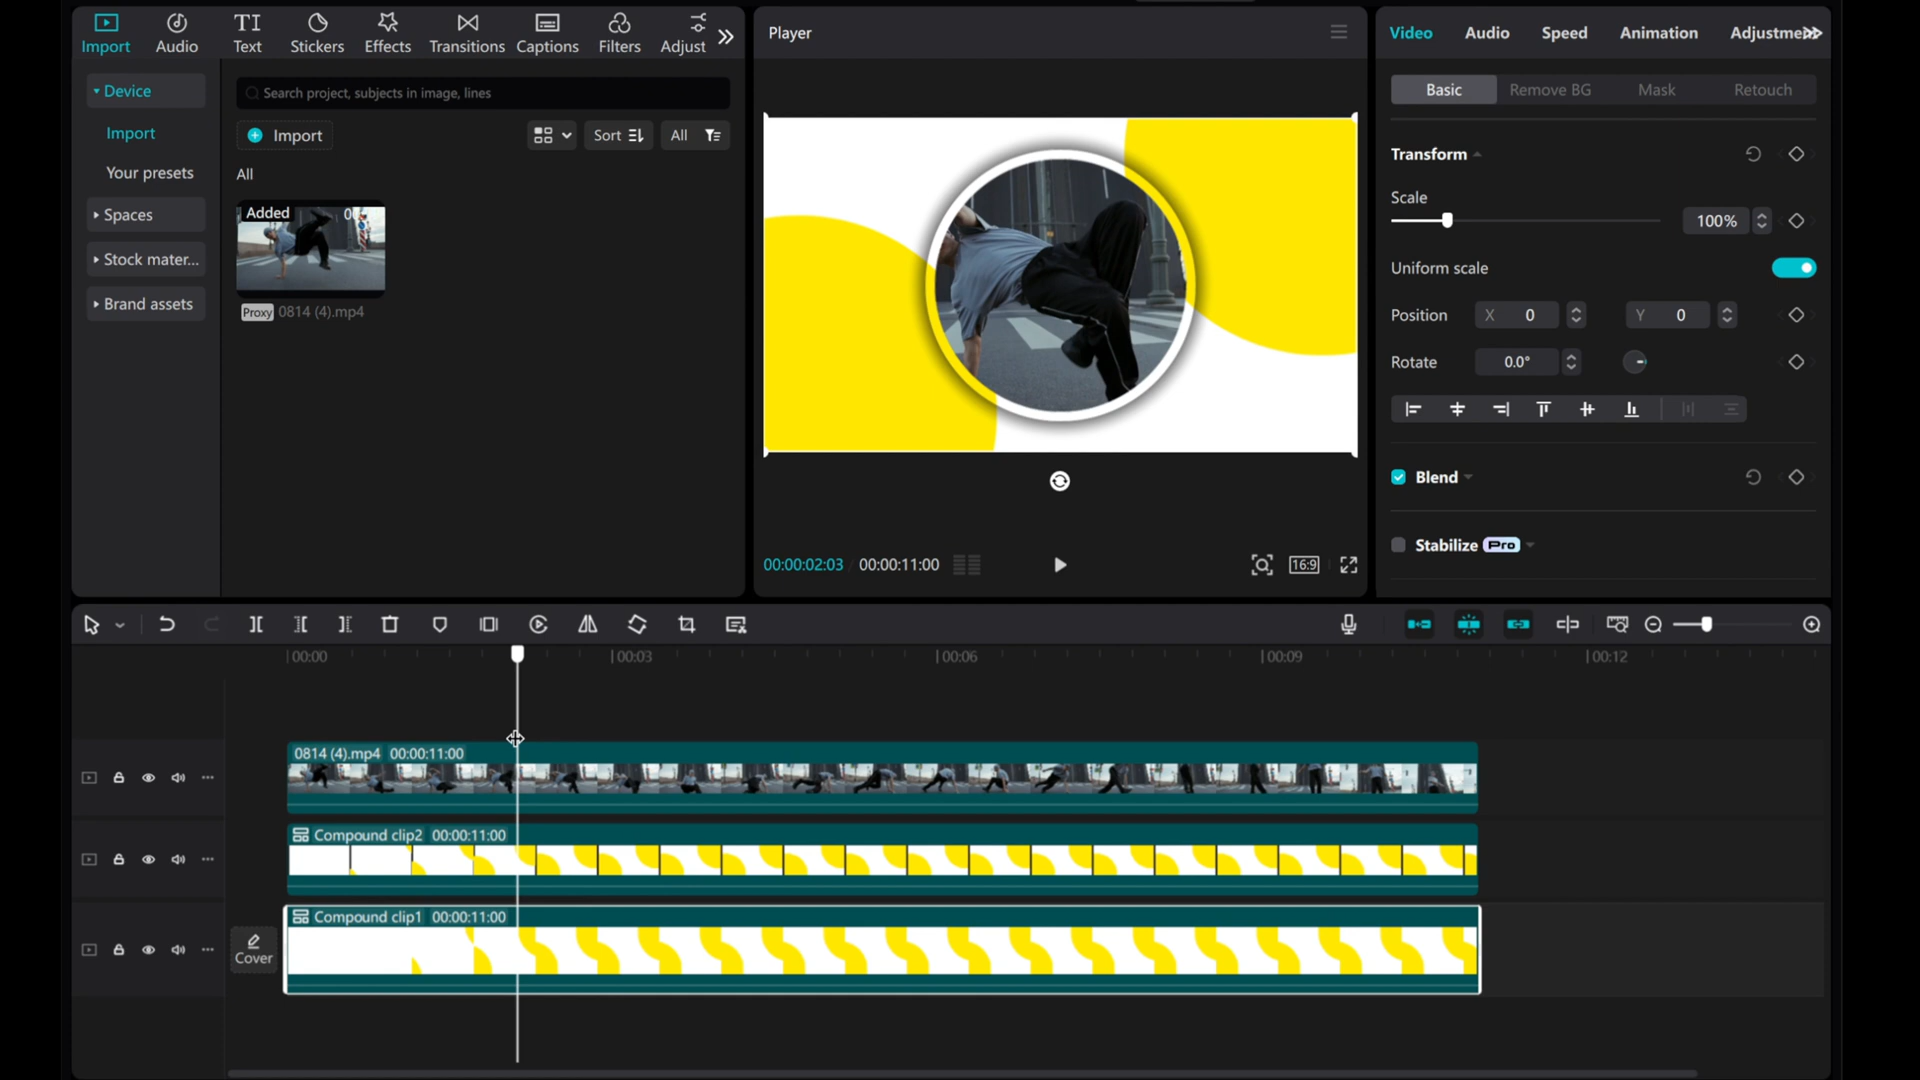 Import
Audio
Text
Stickers
Effects
Transitions
Captions
Filters
Adjust
Player
Video
Audio
Speed
Animation
Device
Import
Your presets
Spaces
Stock mater...
Brand assets
Search project, subjects in image, lines
Import
Sort
All
All
Added
Proxy 0814 (4).mp4
Basic
Remove BG
Mask
Retouch
Transform
Scale
100%
Uniform scale
Position
X 0
Y 0
Rotate
0.0°
Blend
Stabilize Pro
00:00:02:03
00:00:11:00
16:9
00:00
00:03
00:06
00:09
00:12
0814 (4).mp4 00:00:11:00
Compound clip2 00:00:11:00
Compound clip1 00:00:11:00
Cover